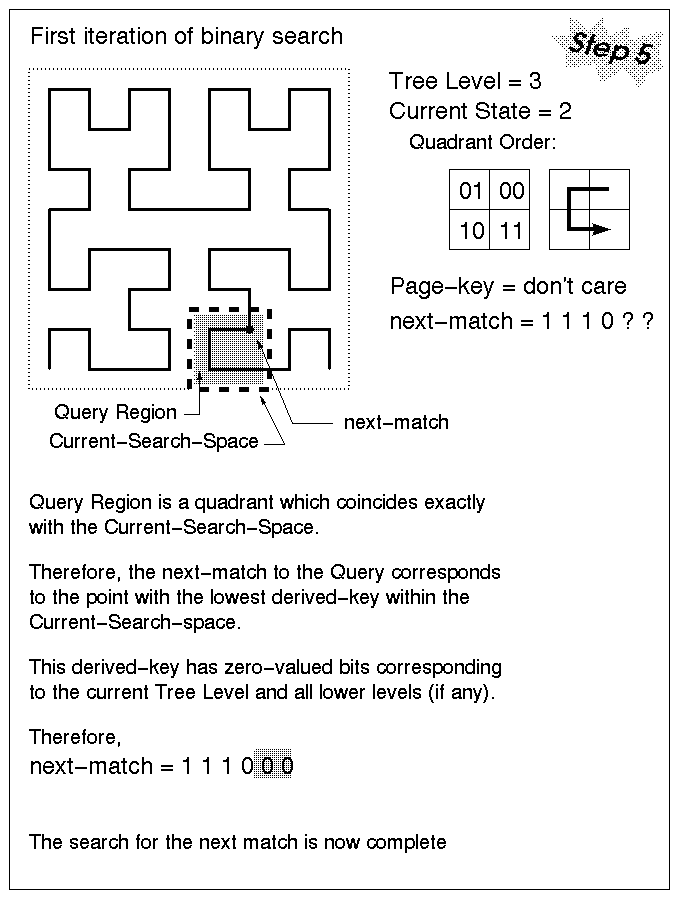 First iteration of binary search
Step 5
Tree Level = 3
Current State = 2
Quadrant Order:
01 00
10 11
Page-key = don't care
next-match = 1 1 1 0 ? ?
Query Region
Current-Search-Space
next-match
Query Region is a quadrant which coincides exactly
with the Current-Search-Space.
Therefore, the next-match to the Query corresponds
to the point with the lowest derived-key within the
Current-Search-space.
This derived-key has zero-valued bits corresponding
to the current Tree Level and all lower levels (if any).
Therefore,
next-match = 1 1 1 0 0 0
The search for the next match is now complete